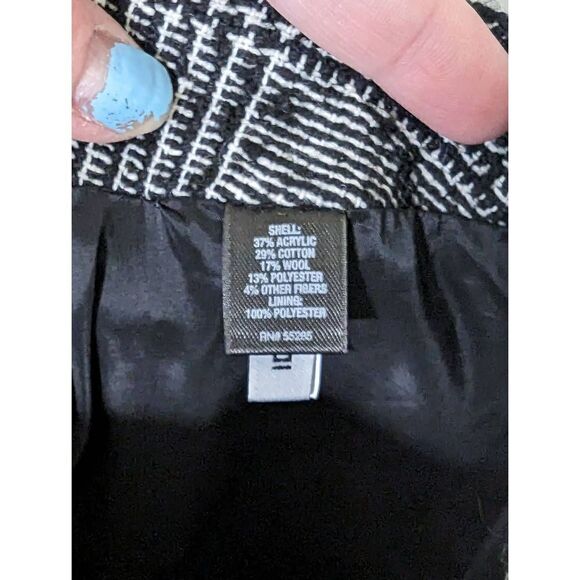 SHELL:
37% ACRYLIC
29% COTTON
17% WOOL
13% POLYESTER
4% OTHER FIBERS
LINING:
100% POLYESTER
RN# 55285